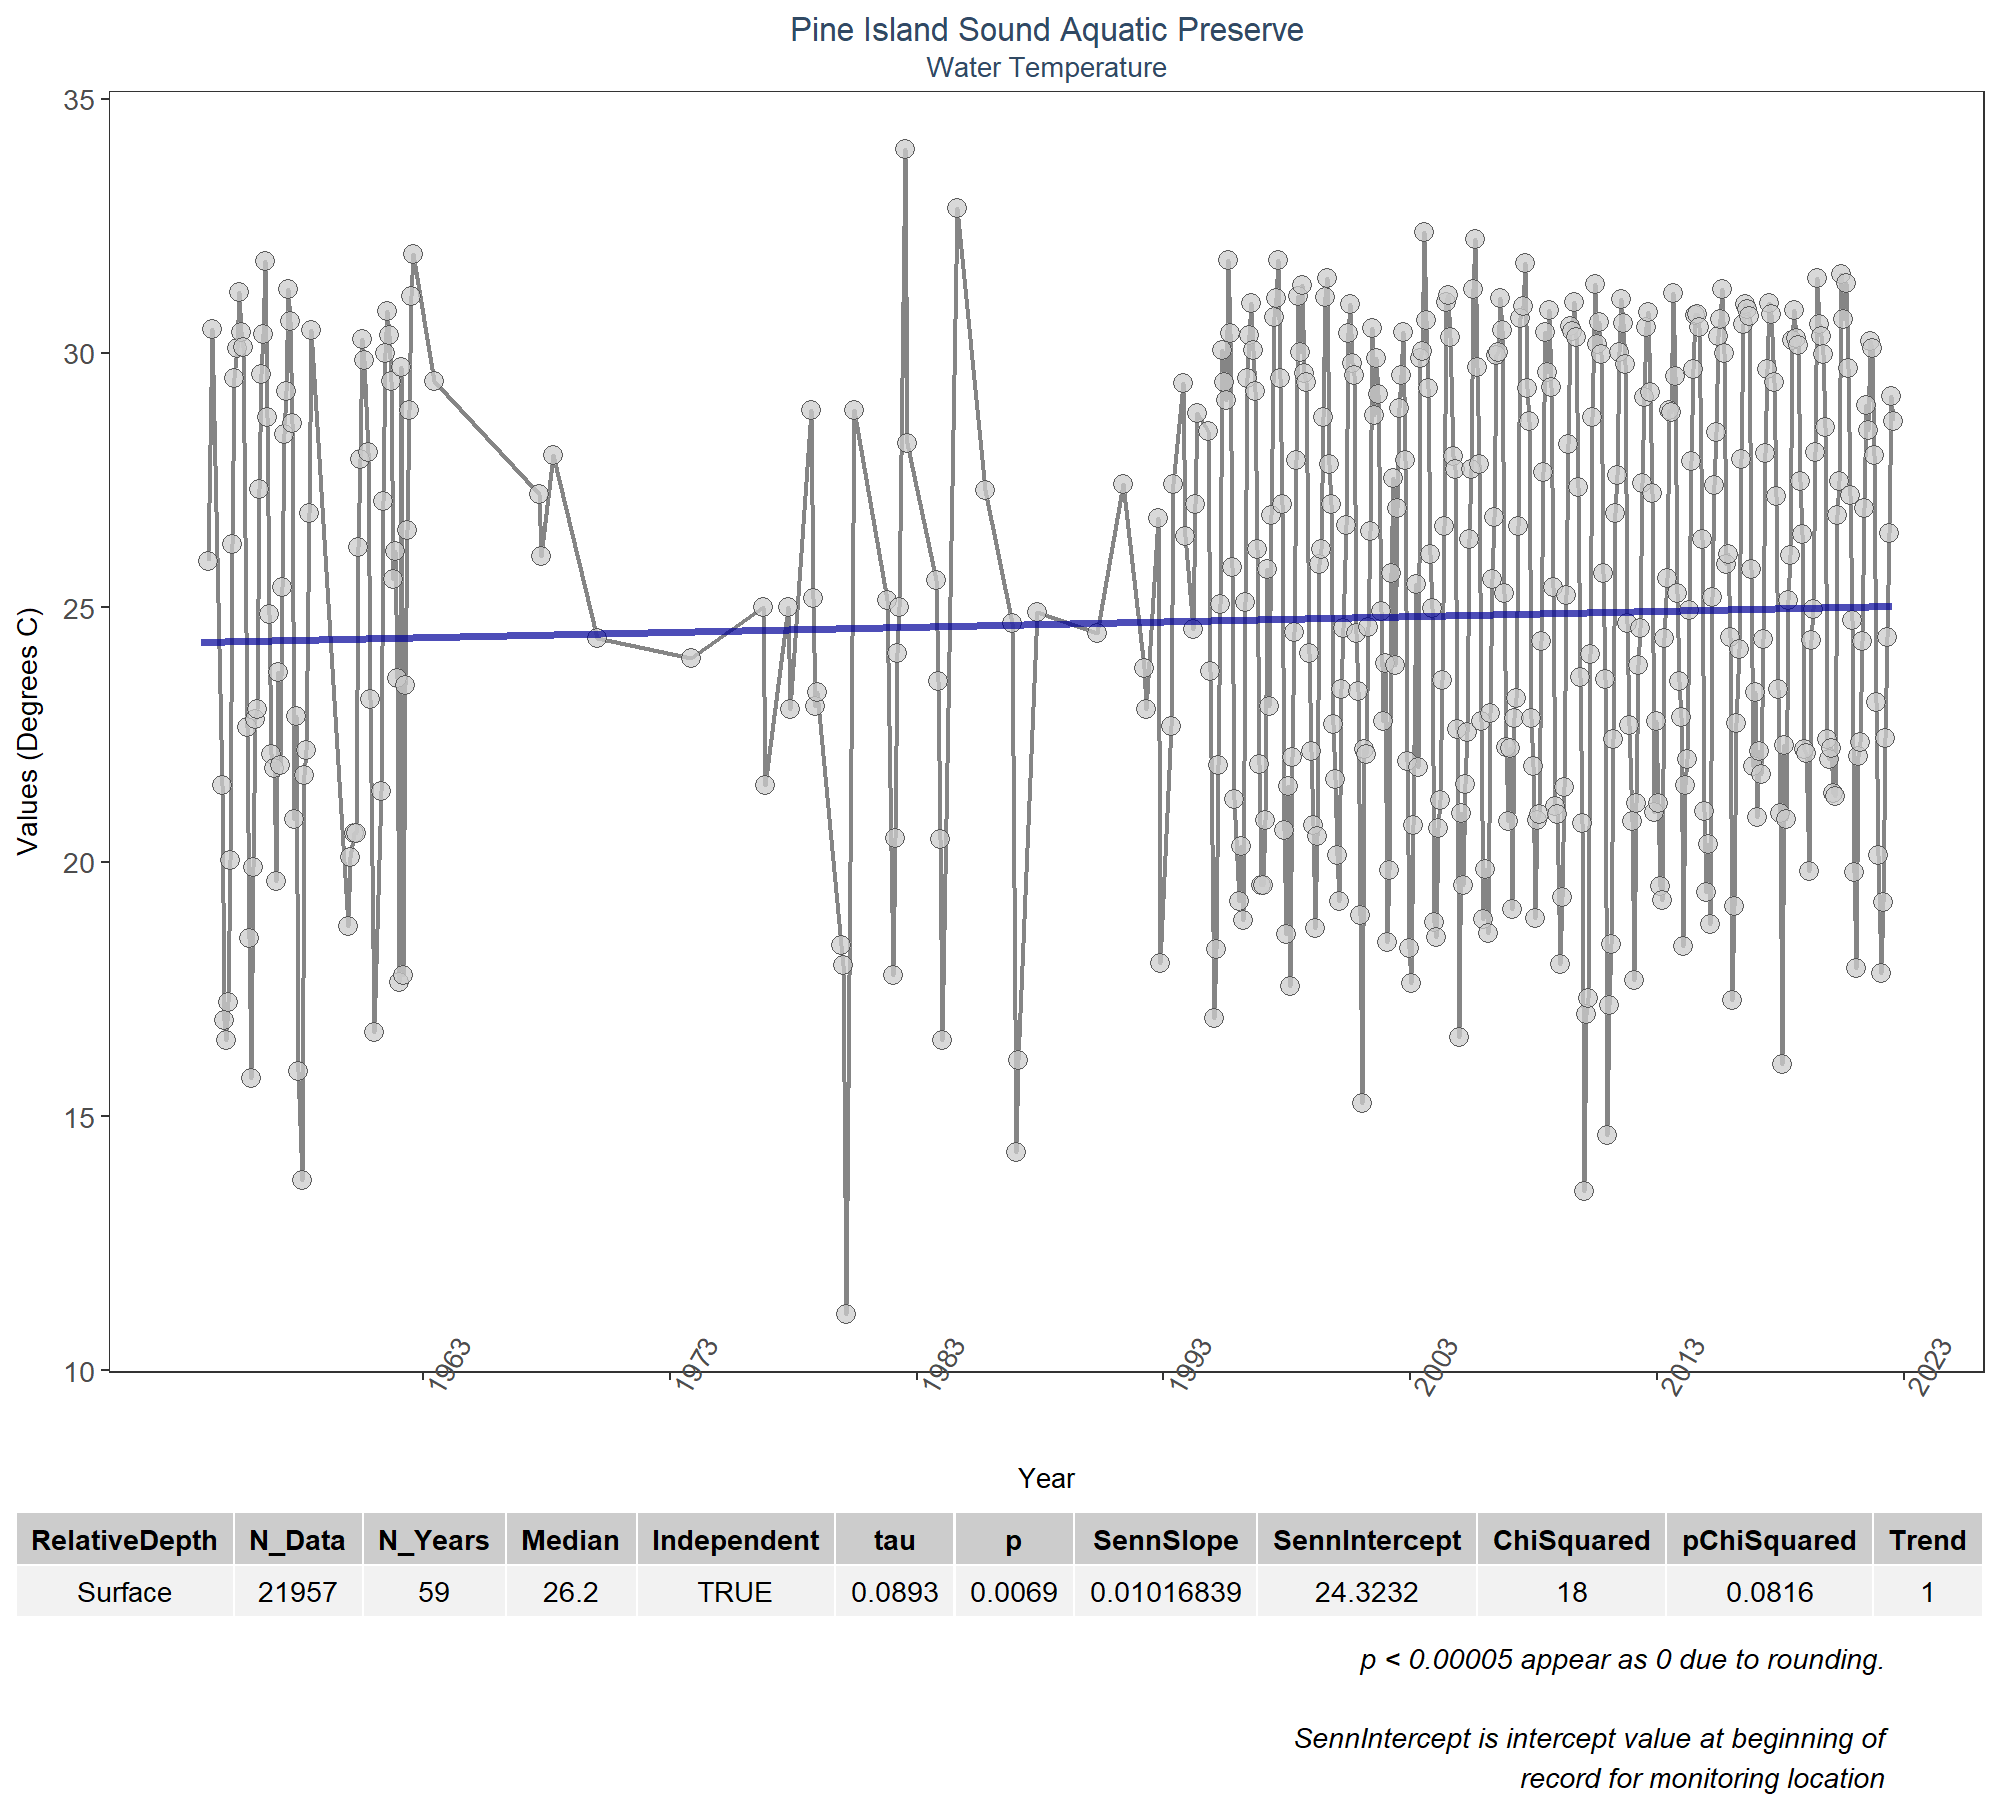 Pine Island Sound Aquatic Preserve
Water Temperature
35
30
25
20
15
10
Values (Degrees C)
1963
1973
1983
1993
2003
2013
2023
Year
RelativeDepth N_Data N_Years Median Independent tau p SennSlope SennIntercept ChiSquared pChiSquared Trend
Surface 21957 59 26.2 TRUE 0.0893 0.0069 0.01016839 24.3232 18 0.0816 1
p < 0.00005 appear as 0 due to rounding.
SennIntercept is intercept value at beginning of
record for monitoring location